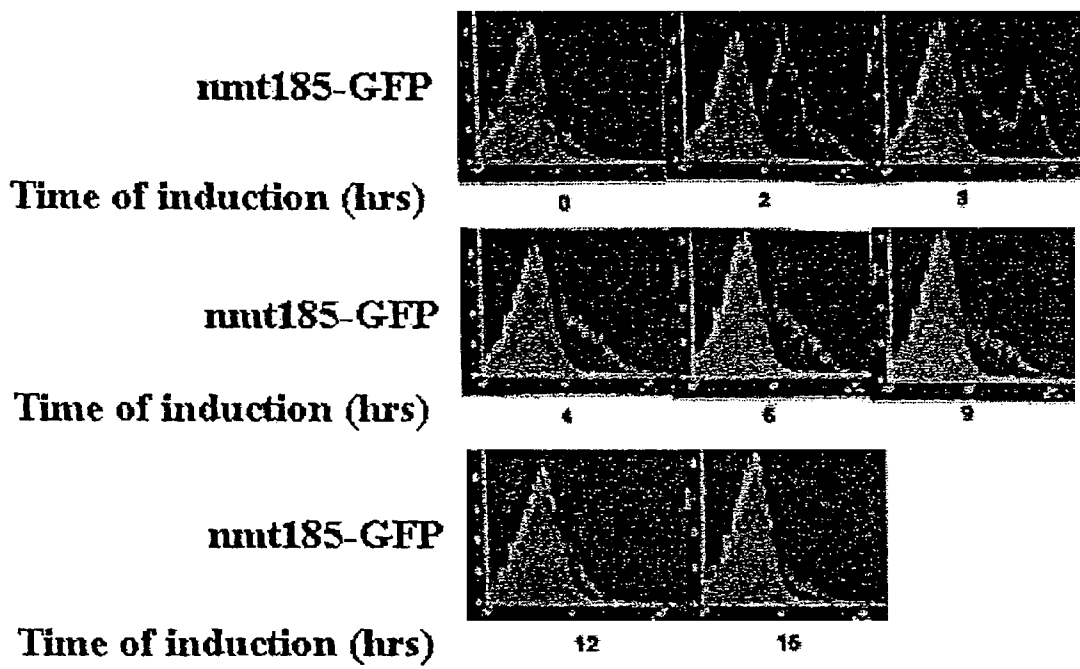 nmt185-GFP
Time of induction (hrs)
0 2 3
nmt185-GFP
Time of induction (hrs)
4 6 9
nmt185-GFP
Time of induction (hrs)
12 15